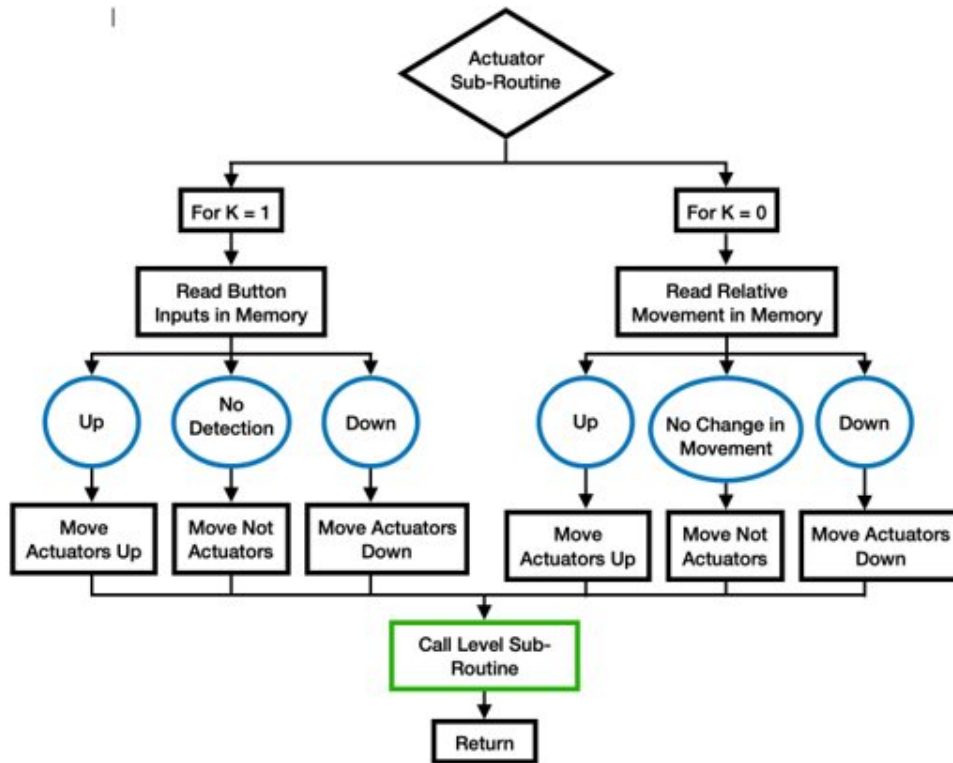 Actuator
Sub-Routine
For K = 1
For K = 0
Read Button
Inputs in Memory
Read Relative
Movement in Memory
Up
No
Detection
Down
Up
No Change in
Movement
Down
Move
Actuators Up
Move Not
Actuators
Move Actuators
Down
Move
Actuators Up
Move Not
Actuators
Move Actuators
Down
Call Level Sub-
Routine
Return